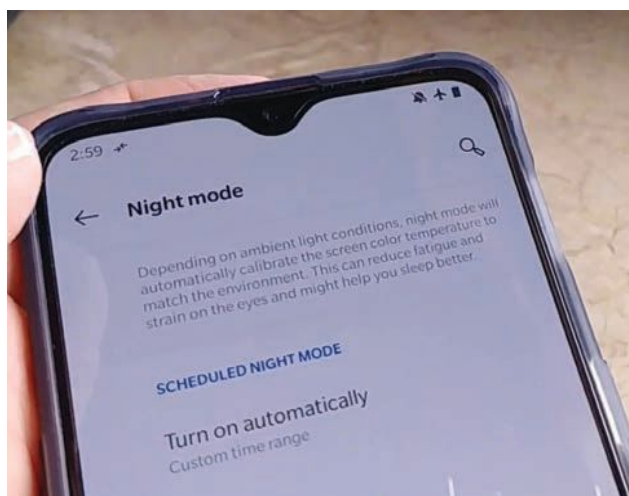 2:59
Night mode
Depending on ambient light conditions, night mode will
automatically calibrate the screen color temperature to
match the environment. This can reduce fatigue and
strain on the eyes and might help you sleep better.
SCHEDULED NIGHT MODE
Turn on automatically
Custom time range